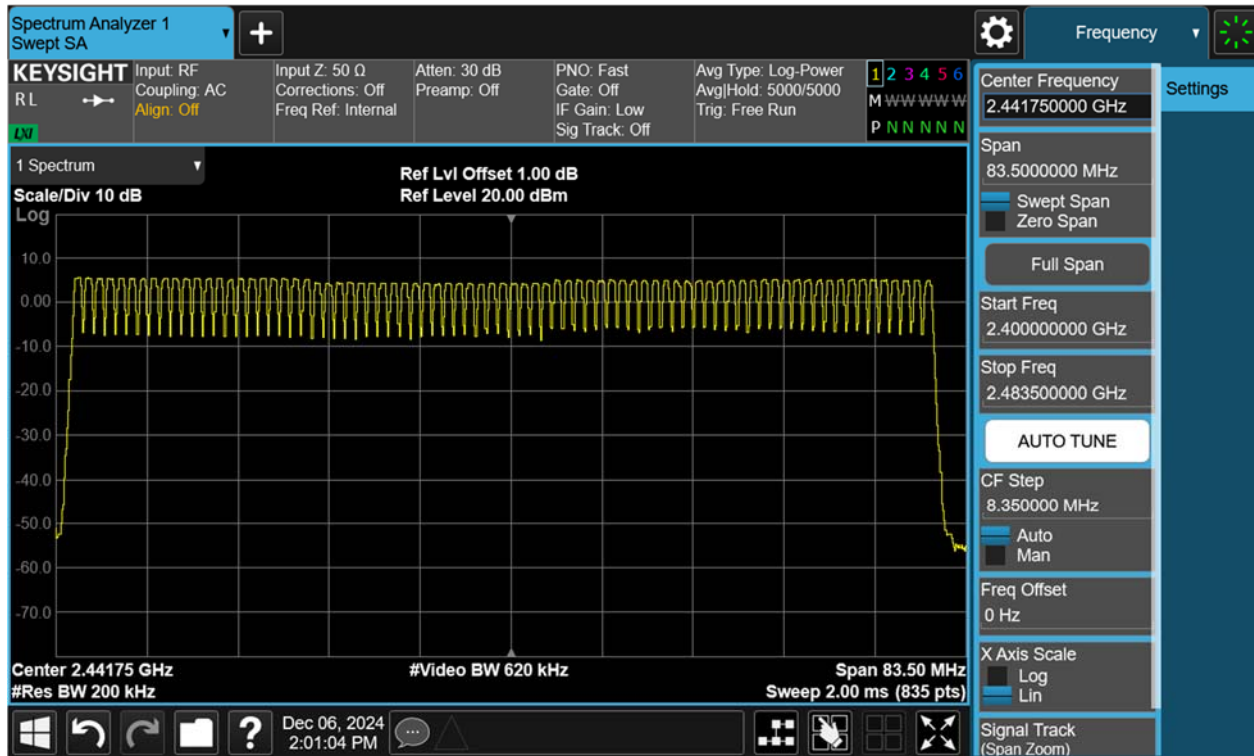 Spectrum Analyzer 1
Swept SA
+
Frequency
KEYSIGHT
RL
LXI
Input: RF
Coupling: AC
Align: Off
Input Z: 50 Ω
Corrections: Off
Freq Ref: Internal
Atten: 30 dB
Preamp: Off
PNO: Fast
Gate: Off
IF Gain: Low
Sig Track: Off
Avg Type: Log-Power
Avg|Hold: 5000/5000
Trig: Free Run
1 2 3 4 5 6
M W W W W W
P N N N N N
1 Spectrum
Scale/Div 10 dB
Ref Lvl Offset 1.00 dB
Ref Level 20.00 dBm
Log
10.0
0.00
-10.0
-20.0
-30.0
-40.0
-50.0
-60.0
-70.0
Center 2.44175 GHz
#Video BW 620 kHz
Span 83.50 MHz
#Res BW 200 kHz
Sweep 2.00 ms (835 pts)
Dec 06, 2024
2:01:04 PM
?
Center Frequency
2.441750000 GHz
Settings
Span
83.5000000 MHz
Swept Span
Zero Span
Full Span
Start Freq
2.400000000 GHz
Stop Freq
2.483500000 GHz
AUTO TUNE
CF Step
8.350000 MHz
Auto
Man
Freq Offset
0 Hz
X Axis Scale
Log
Lin
Signal Track
(Span Zoom)